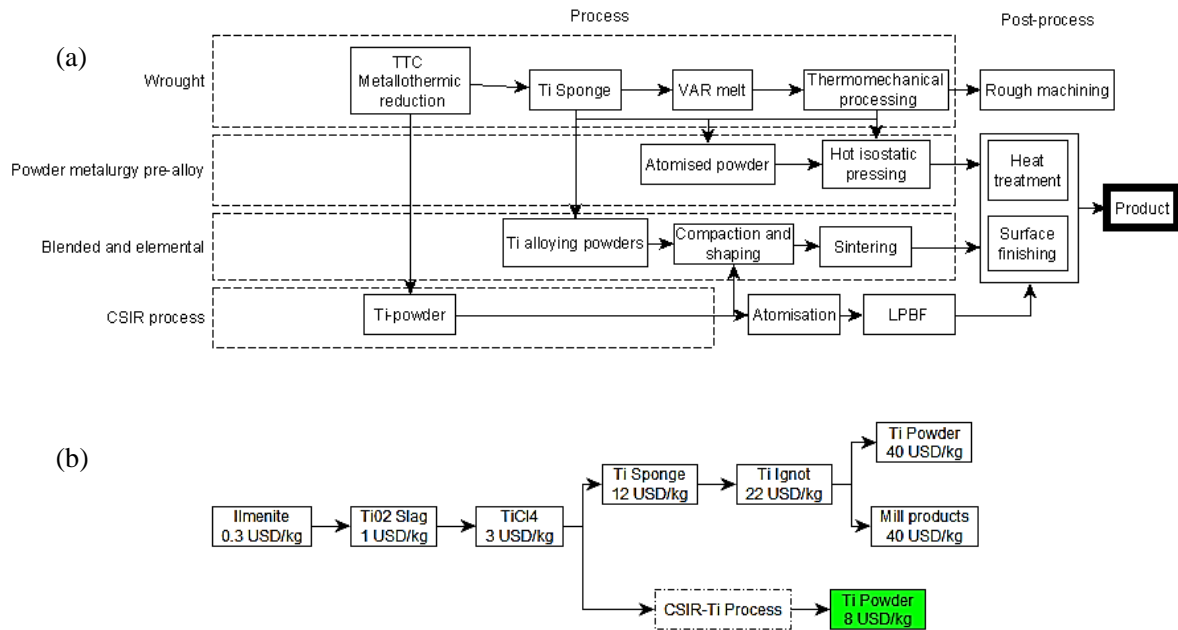 Process
Post-process
(a)
Wrought
TTC
Metallothermic
reduction
Ti Sponge
VAR melt
Thermomechanical
processing
Rough machining
Powder metalurgy pre-alloy
Atomised powder
Hot isostatic
pressing
Heat
treatment
Product
Blended and elemental
Ti alloying powders
Compaction and
shaping
Sintering
Surface
finishing
CSIR process
Ti-powder
Atomisation
LPBF
(b)
Ilmenite
0.3 USD/kg
Ti02 Slag
1 USD/kg
TiCl4
3 USD/kg
Ti Sponge
12 USD/kg
Ti Ignot
22 USD/kg
Ti Powder
40 USD/kg
Mill products
40 USD/kg
CSIR-Ti Process
Ti Powder
8 USD/kg